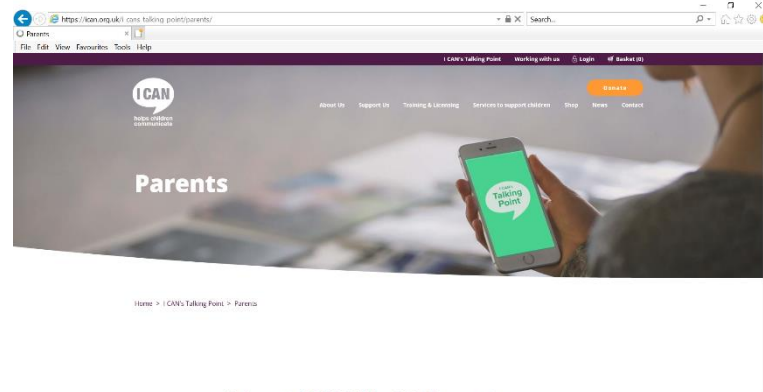 https://ican.org.uk/i-cans-talking-point/parents/
Search...
Parents
File Edit View Favourites Tools Help
I CAN's Talking Point Working with us Login Basket (0)
I CAN
helps children
communicate
Donate
About Us Support Us Training & Licensing Services to support children Shop News Contact
Parents
I CAN's
Talking
Point
Home > I CAN's Talking Point > Parents